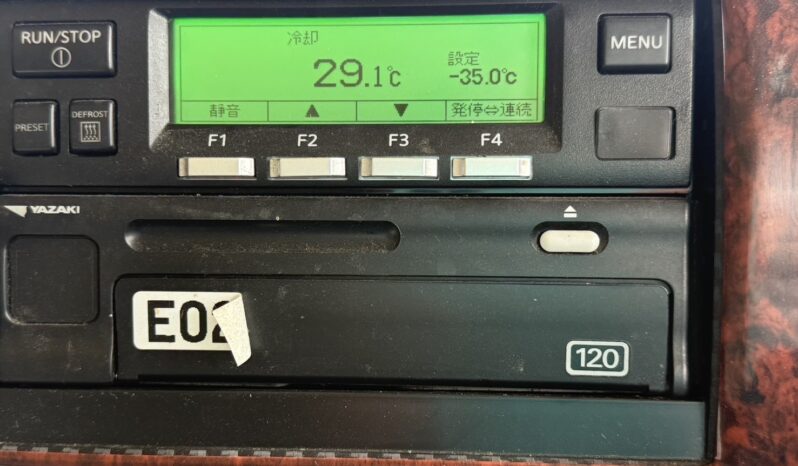 RUN/STOP
冷却
29.1℃
設定
-35.0℃
MENU
PRESET
DEFROST
静音 ▲ ▼ 発停⇔連続
F1 F2 F3 F4
YAZAKI
E02
120